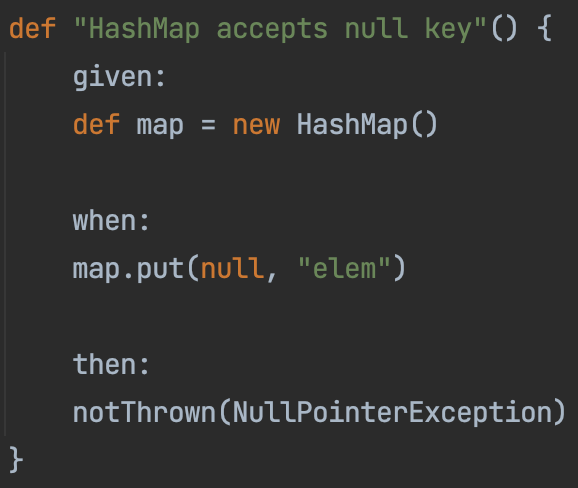 def "HashMap accepts null key"() {
given:
def map = new HashMap()
when:
map.put(null, "elem")
then:
notThrown(NullPointerException)
}